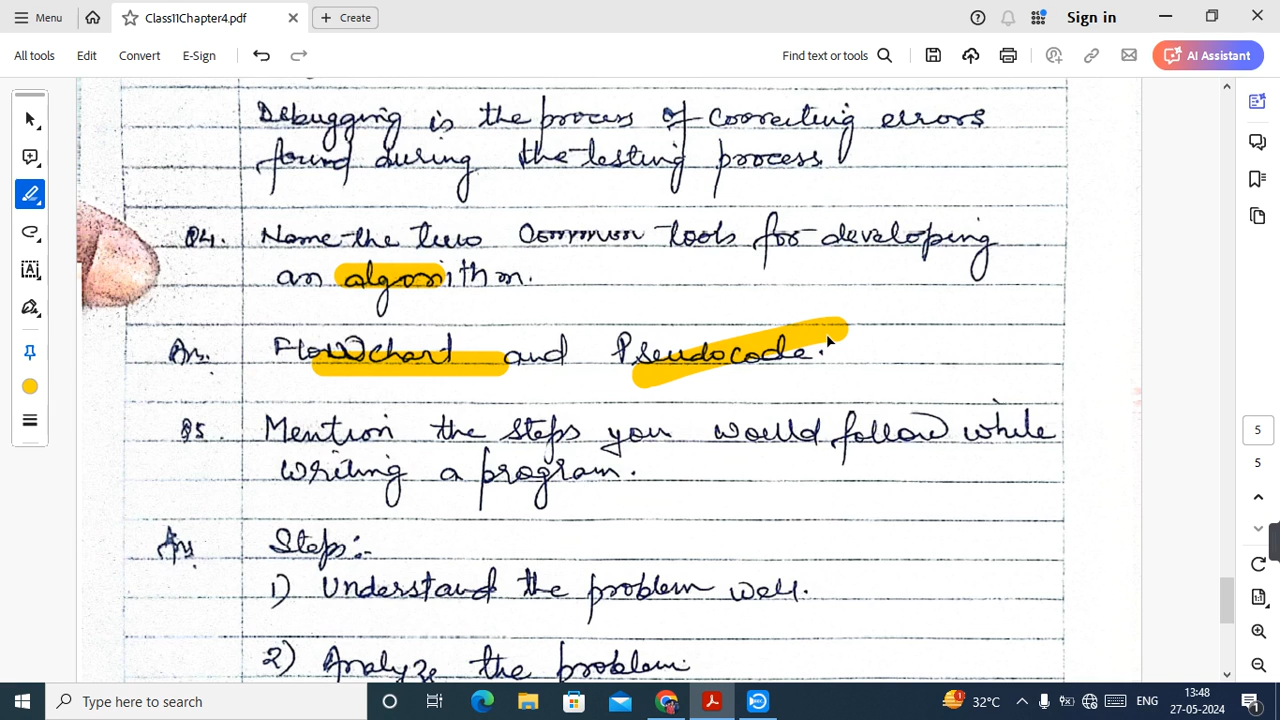 Menu
Class11Chapter4.pdf
Create
Sign in
All tools
Edit
Convert
E-Sign
Find text or tools
AI Assistant
Debugging is the process of correcting errors
found during the testing process.
Q4. Name the two common tools for developing
an algorithm.
Ans. Flowchart and Pseudocode.
Q5. Mention the steps you would follow while
writing a program.
Ans Steps:-
1) Understand the problem well.
2) Analyze the problem
5
5
Type here to search
1
32°C
ENG
13:48
27-05-2024
1